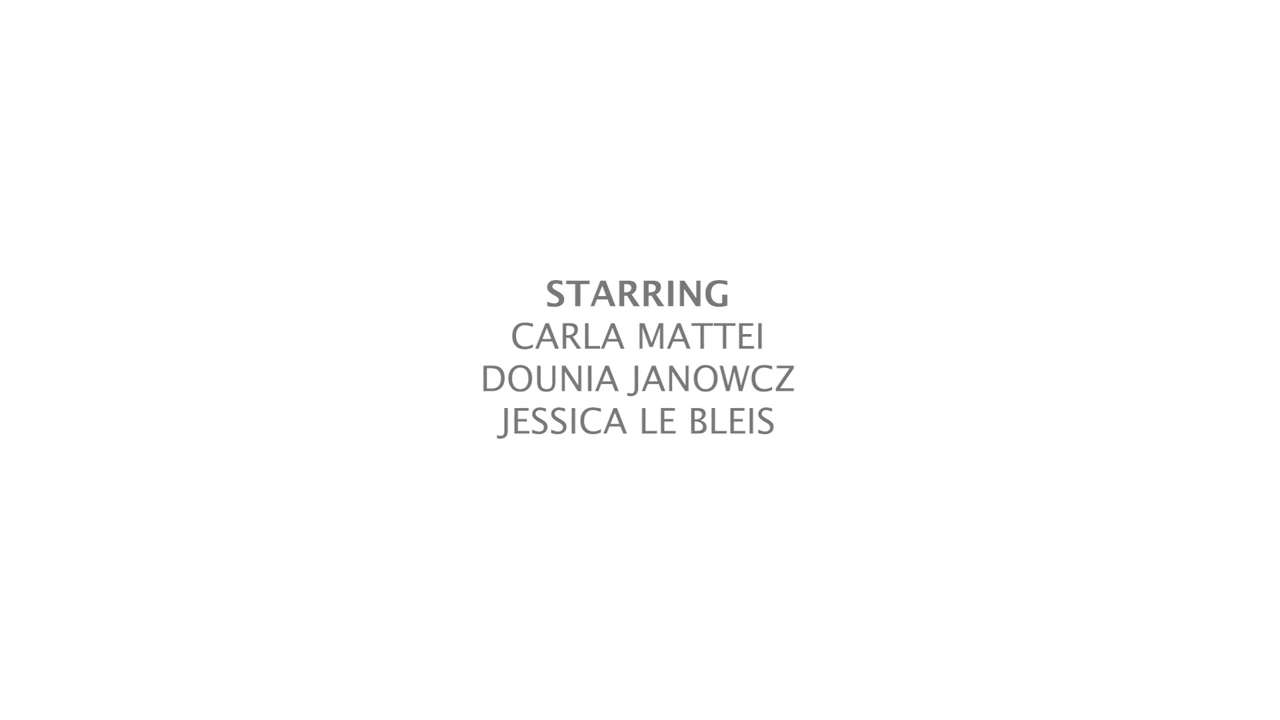 STARRING
CARLA MATTEI
DOUNIA JANOWCZ
JESSICA LE BLEIS